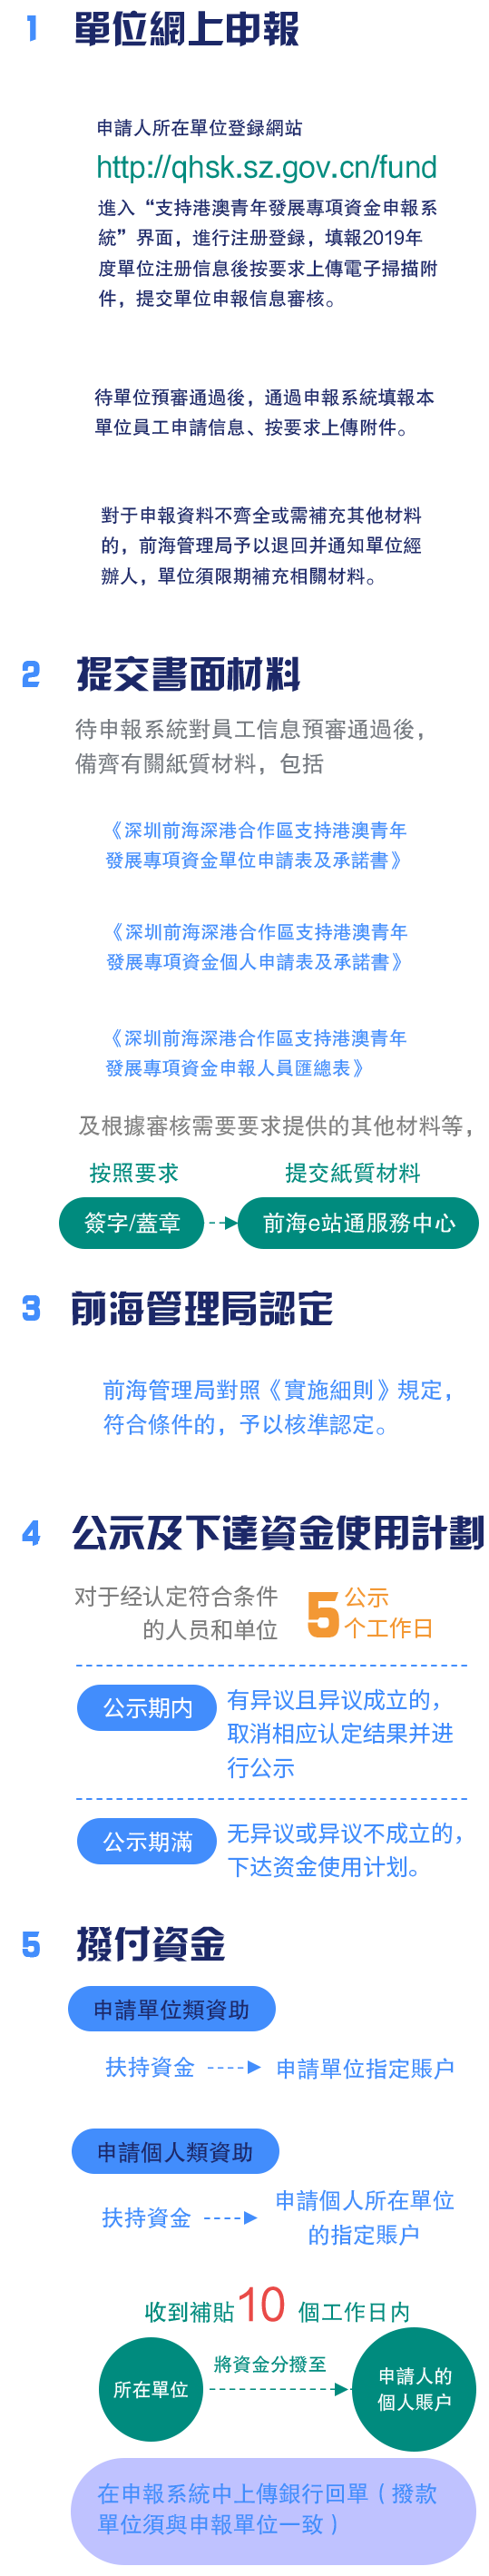 1 單位網上申報
申請人所在單位登録網站
http://qhsk.sz.gov.cn/fund
進入“支持港澳青年發展專項資金申報系
統”界面，進行注册登録，填報2019年
度單位注册信息後按要求上傳電子掃描附
件，提交單位申報信息審核。
待單位預審通過後，通過申報系統填報本
單位員工申請信息、按要求上傳附件。
對于申報資料不齊全或需補充其他材料
的，前海管理局予以退回并通知單位經
辦人，單位須限期補充相關材料。
2 提交書面材料
待申報系統對員工信息預審通過後，
備齊有關紙質材料，包括
《深圳前海深港合作區支持港澳青年
發展專項資金單位申請表及承諾書》
《深圳前海深港合作區支持港澳青年
發展專項資金個人申請表及承諾書》
《深圳前海深港合作區支持港澳青年
發展專項資金申報人員匯總表》
及根據審核需要要求提供的其他材料等，
按照要求 提交紙質材料
簽字/蓋章 前海e站通服務中心
3 前海管理局認定
前海管理局對照《實施細則》規定，
符合條件的，予以核準認定。
4 公示及下達資金使用計劃
对于经认定符合条件
的人员和单位
5 公示
个工作日
公示期内
有异议且异议成立的，
取消相应认定结果并进
行公示
公示期滿
无异议或异议不成立的，
下达资金使用计划。
5 撥付資金
申請單位類資助
扶持資金 申請單位指定賬户
申請個人類資助
扶持資金
申請個人所在單位
的指定賬户
收到補貼10 個工作日内
所在單位
將資金分撥至
申請人的
個人賬户
在申報系統中上傳銀行回單（撥款
單位須與申報單位一致）